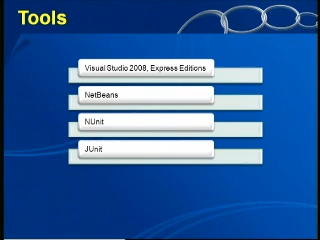 Tools
Visual Studio 2008, Express Editions
NetBeans
NUnit
JUnit